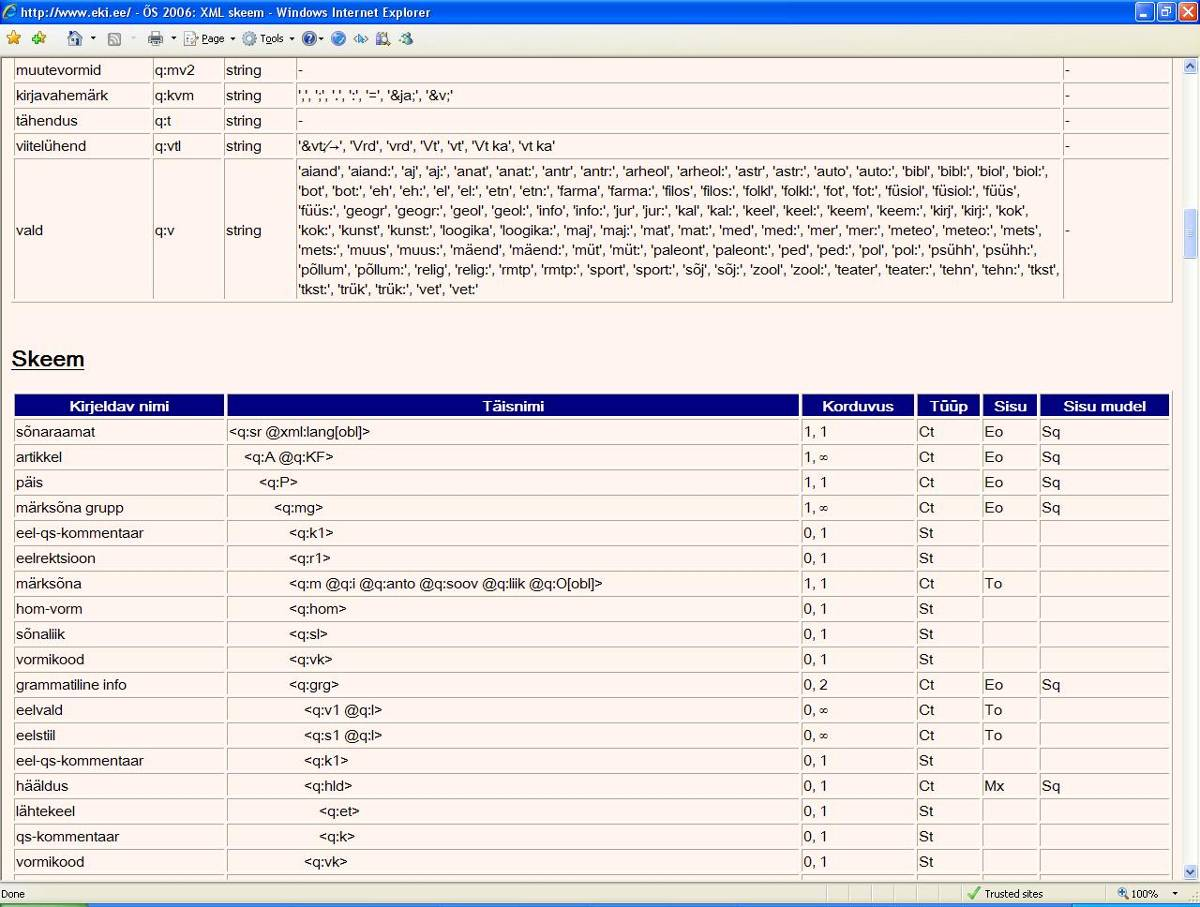 http://www.eki.ee/ - ÕS 2006: XML skeem - Windows Internet Explorer
Page Tools
muutevormid q:mv2 string - -
kirjavahemärk q:kvm string ',', ';', '.', ':', '=', '&ja;', '&v;' -
tähendus q:t string - -
viitelühend q:vtl string '&vt;/→', 'Vrd', 'vrd', 'Vt', 'vt', 'Vt ka', 'vt ka' -
vald q:v string -
'aiand', 'aiand:', 'aj', 'aj:', 'anat', 'anat:', 'antr', 'antr:', 'arheol', 'arheol:', 'astr', 'astr:', 'auto', 'auto:', 'bibl', 'bibl:', 'biol', 'biol:',
'bot', 'bot:', 'eh', 'eh:', 'el', 'el:', 'etn', 'etn:', 'farma', 'farma:', 'filos', 'filos:', 'folkl', 'folkl:', 'fot', 'fot:', 'füsiol', 'füsiol:', 'füüs',
'füüs:', 'geogr', 'geogr:', 'geol', 'geol:', 'info', 'info:', 'jur', 'jur:', 'kal', 'kal:', 'keel', 'keel:', 'keem', 'keem:', 'kirj', 'kirj:', 'kok',
'kok:', 'kunst', 'kunst:', 'loogika', 'loogika:', 'maj', 'maj:', 'mat', 'mat:', 'med', 'med:', 'mer', 'mer:', 'meteo', 'meteo:', 'mets',
'mets:', 'muus', 'muus:', 'mäend', 'mäend:', 'müt', 'müt:', 'paleont', 'paleont:', 'ped', 'ped:', 'pol', 'pol:', 'psühh', 'psühh:',
'põllum', 'põllum:', 'relig', 'relig:', 'rmtp', 'rmtp:', 'sport', 'sport:', 'sõj', 'sõj:', 'zool', 'zool:', 'teater', 'teater:', 'tehn', 'tehn:', 'tkst',
'tkst:', 'trük', 'trük:', 'vet', 'vet:'
Skeem
Kirjeldav nimi Täisnimi Korduvus Tüüp Sisu Sisu mudel
sõnaraamat <q:sr @xml:lang[obl]> 1, 1 Ct Eo Sq
artikkel <q:A @q:KF> 1, ∞ Ct Eo Sq
päis <q:P> 1, 1 Ct Eo Sq
märksõna grupp <q:mg> 1, ∞ Ct Eo Sq
eel-qs-kommentaar <q:k1> 0, 1 St
eelrektsioon <q:r1> 0, 1 St
märksõna <q:m @q:i @q:anto @q:soov @q:liik @q:O[obl]> 1, 1 Ct To
hom-vorm <q:hom> 0, 1 St
sõnaliik <q:sl> 0, 1 St
vormikood <q:vk> 0, 1 St
grammatiline info <q:grg> 0, 2 Ct Eo Sq
eelvald <q:v1 @q:l> 0, ∞ Ct To
eelstiil <q:s1 @q:l> 0, ∞ Ct To
eel-qs-kommentaar <q:k1> 0, 1 St
hääldus <q:hld> 0, 1 Ct Mx Sq
lähtekeel <q:et> 0, 1 St
qs-kommentaar <q:k> 0, 1 St
vormikood <q:vk> 0, 1 St
Done Trusted sites 100%